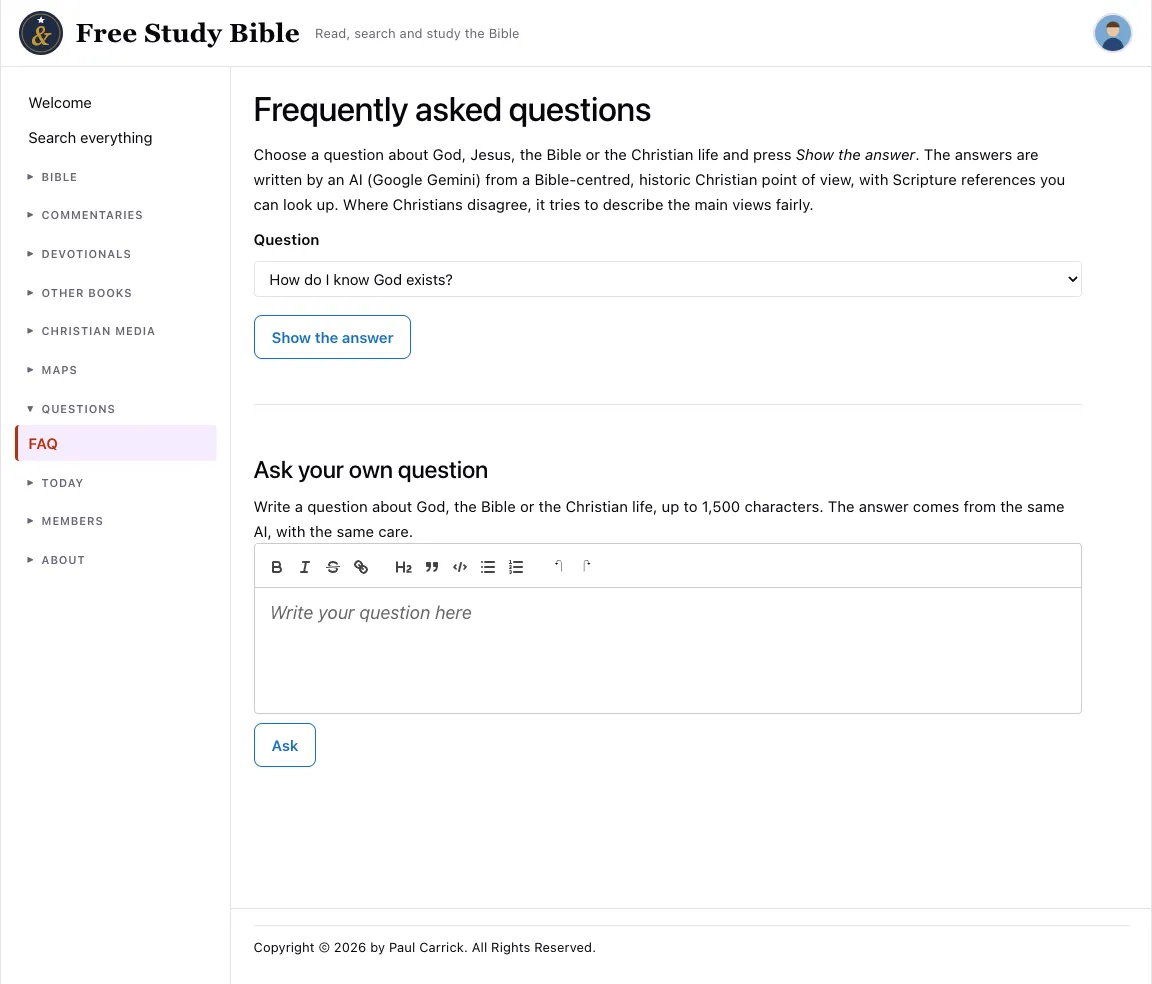 &
Free Study Bible
Read, search and study the Bible
Welcome
Search everything
BIBLE
COMMENTARIES
DEVOTIONALS
OTHER BOOKS
CHRISTIAN MEDIA
MAPS
QUESTIONS
FAQ
TODAY
MEMBERS
ABOUT
Frequently asked questions
Choose a question about God, Jesus, the Bible or the Christian life and press Show the answer. The answers are
written by an AI (Google Gemini) from a Bible-centred, historic Christian point of view, with Scripture references you
can look up. Where Christians disagree, it tries to describe the main views fairly.
Question
How do I know God exists?
Show the answer
Ask your own question
Write a question about God, the Bible or the Christian life, up to 1,500 characters. The answer comes from the same
AI, with the same care.
B I S H2 ” </>
Write your question here
Ask
Copyright © 2026 by Paul Carrick. All Rights Reserved.